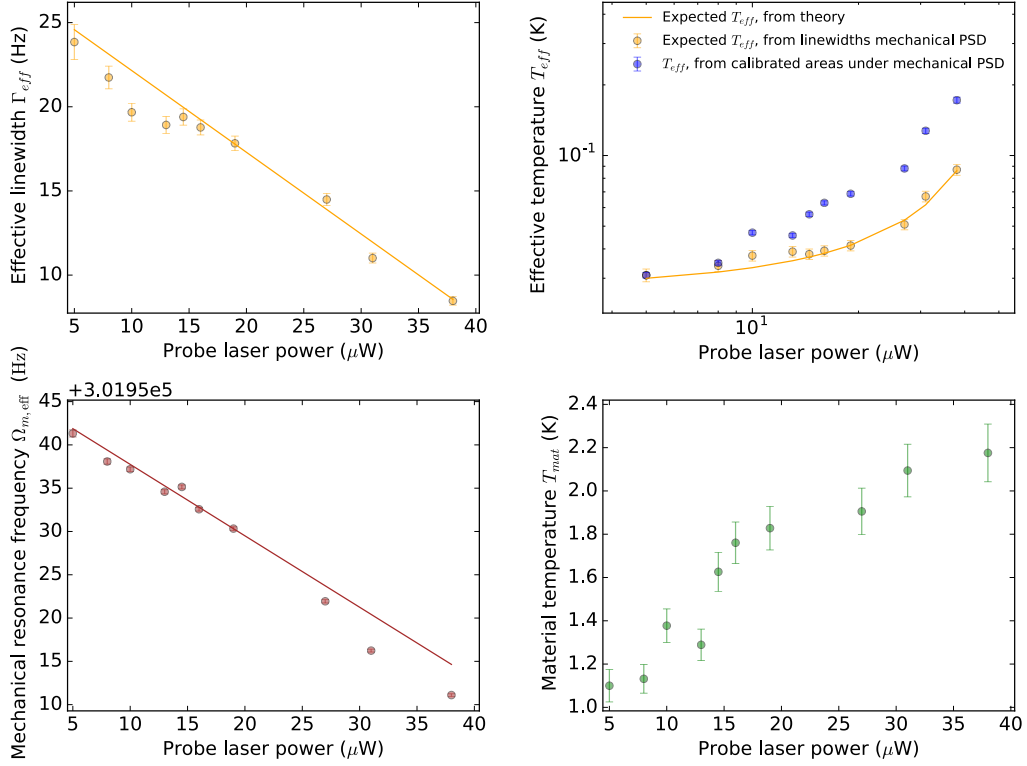 25
20
15
10
5 10 15 20 25 30 35 40
Effective linewidth Γ_eff (Hz)
Probe laser power (μW)
Expected T_eff, from theory
Expected T_eff, from linewidths mechanical PSD
T_eff, from calibrated areas under mechanical PSD
10⁻¹
10¹
Effective temperature T_eff (K)
Probe laser power (μW)
+3.0195e5
45
40
35
30
25
20
15
10
5 10 15 20 25 30 35 40
Mechanical resonance frequency Ω_m,eff (Hz)
Probe laser power (μW)
2.4
2.2
2.0
1.8
1.6
1.4
1.2
1.0
5 10 15 20 25 30 35 40
Material temperature T_mat (K)
Probe laser power (μW)